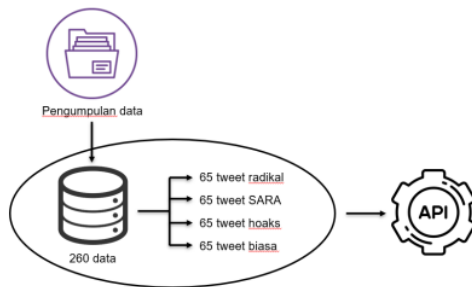 Pengumpulan data
65 tweet radikal
65 tweet SARA
65 tweet hoaks
65 tweet biasa
260 data
API